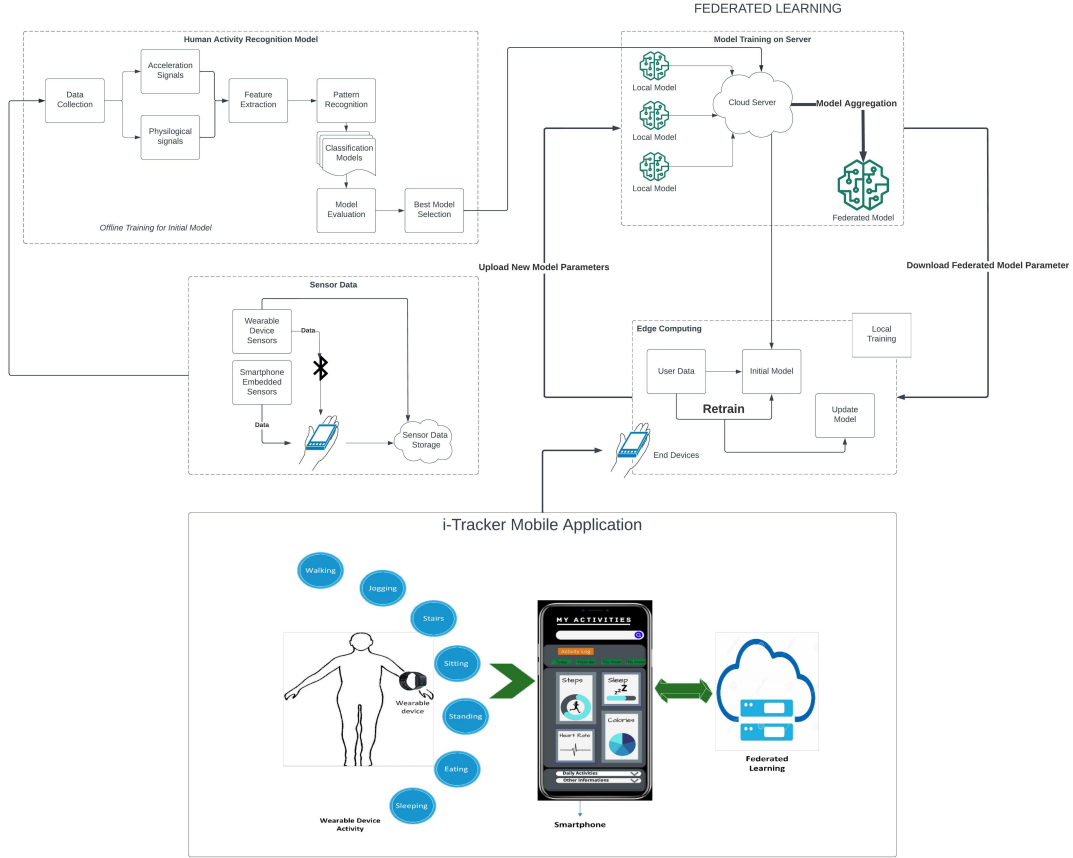 FEDERATED LEARNING
Human Activity Recognition Model
Data
Collection
Acceleration
Signals
Physilogical
signals
Feature
Extraction
Pattern
Recognition
Classification
Models
Model
Evaluation
Best Model
Selection
Offline Training for Initial Model
Model Training on Server
Local Model
Local Model
Local Model
Cloud Server
Model Aggregation
Federated Model
Upload New Model Parameters
Download Federated Model Parameter
Sensor Data
Wearable
Device
Sensors
Data
Smartphone
Embedded
Sensors
Data
Sensor Data
Storage
Edge Computing
Local
Training
User Data
Initial Model
Retrain
Update
Model
End Devices
i-Tracker Mobile Application
Walking
Jogging
Stairs
Sitting
Standing
Eating
Sleeping
Wearable
device
Wearable Device
Activity
MY ACTIVITIES
Activity Log
Steps
Sleep
zzZ
Heart Rate
Calories
Daily Activities
Other Informations
Smartphone
Federated
Learning